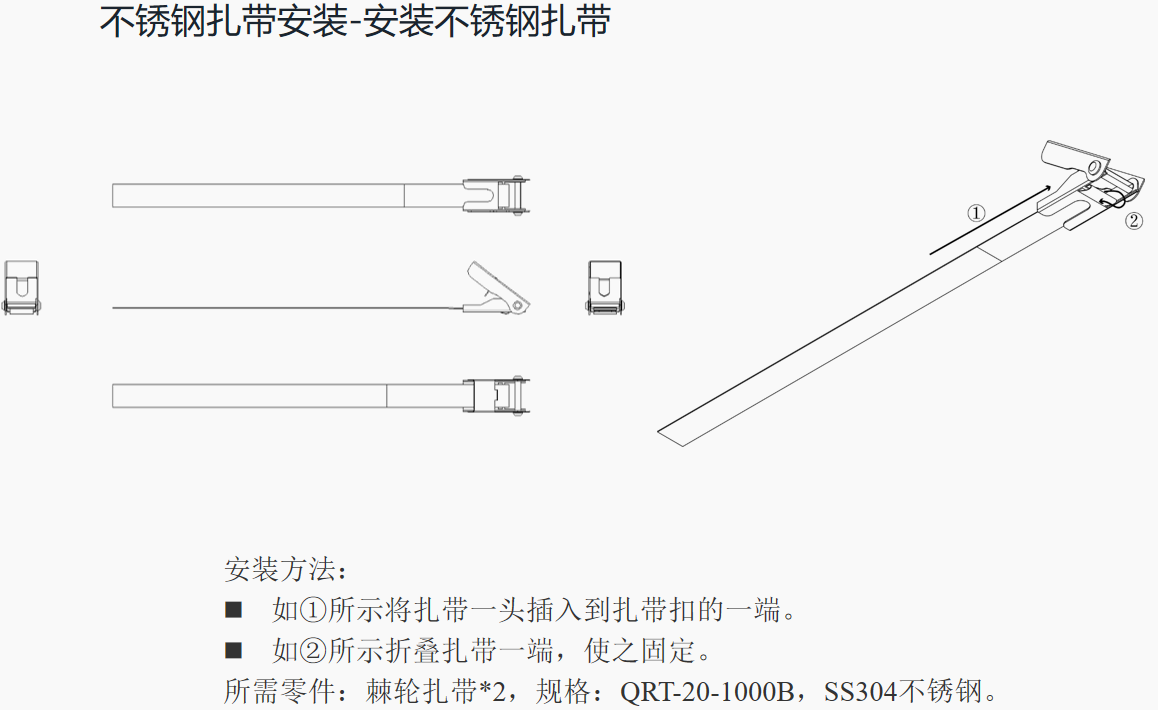 不锈钢扎带安装-安装不锈钢扎带
①
②
安装方法：
■ 如①所示将扎带一头插入到扎带扣的一端。
■ 如②所示折叠扎带一端，使之固定。
所需零件：棘轮扎带*2，规格：QRT-20-1000B，SS304不锈钢。